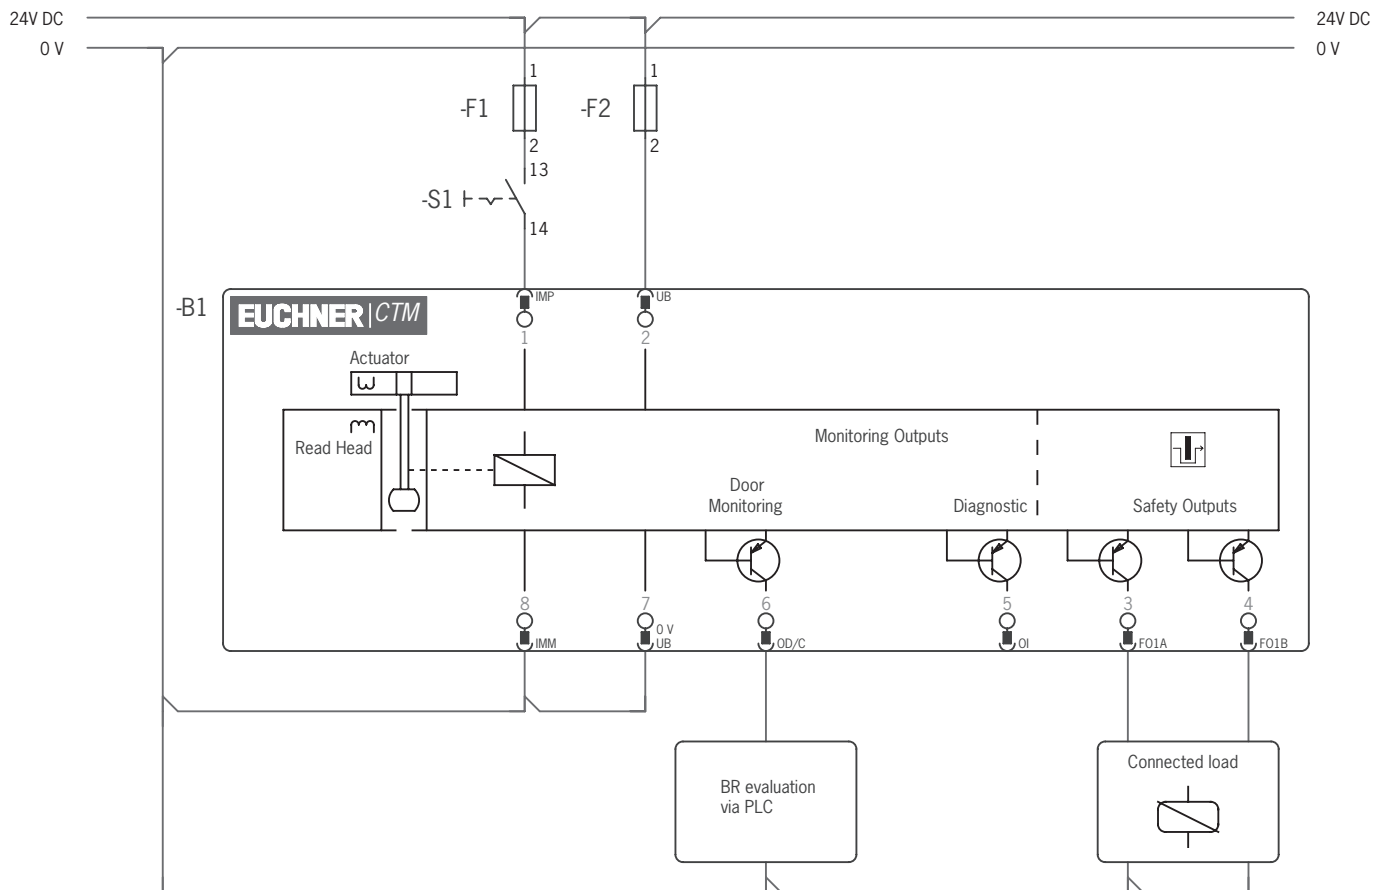 24V DC
24V DC
0 V
0 V
1
1
-F1
-F2
2
2
13
-S1
14
-B1
EUCHNER | CTM
IMP
UB
1
2
Actuator
Read Head
Monitoring Outputs
Door
Monitoring
Diagnostic
Safety Outputs
8
7
6
5
3
4
0 V
IMM
UB
OD/C
OI
FO1A
FO1B
BR evaluation
via PLC
Connected load